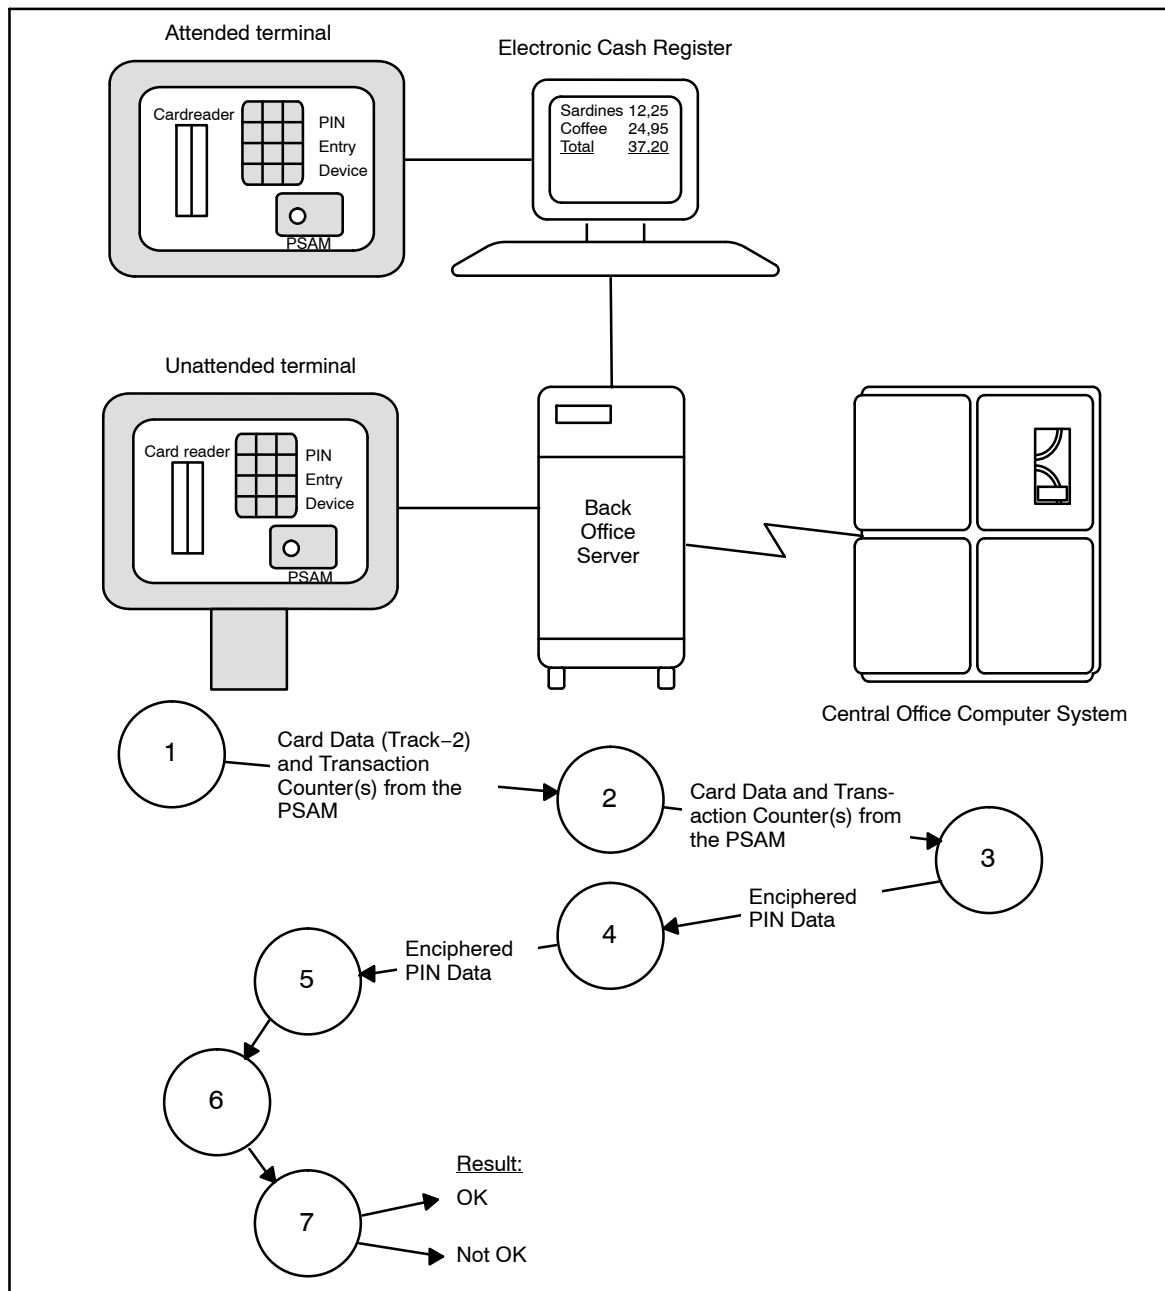 Attended terminal
Electronic Cash Register
Cardreader
PIN
Entry
Device
PSAM
Sardines 12,25
Coffee 24,95
Total 37,20
Unattended terminal
Card reader
PIN
Entry
Device
PSAM
Back
Office
Server
Central Office Computer System
1
Card Data (Track−2)
and Transaction
Counter(s) from the
PSAM
2
Card Data and Trans-
action Counter(s) from
the PSAM
3
Enciphered
PIN Data
4
Enciphered
PIN Data
5
6
7
Result:
OK
Not OK